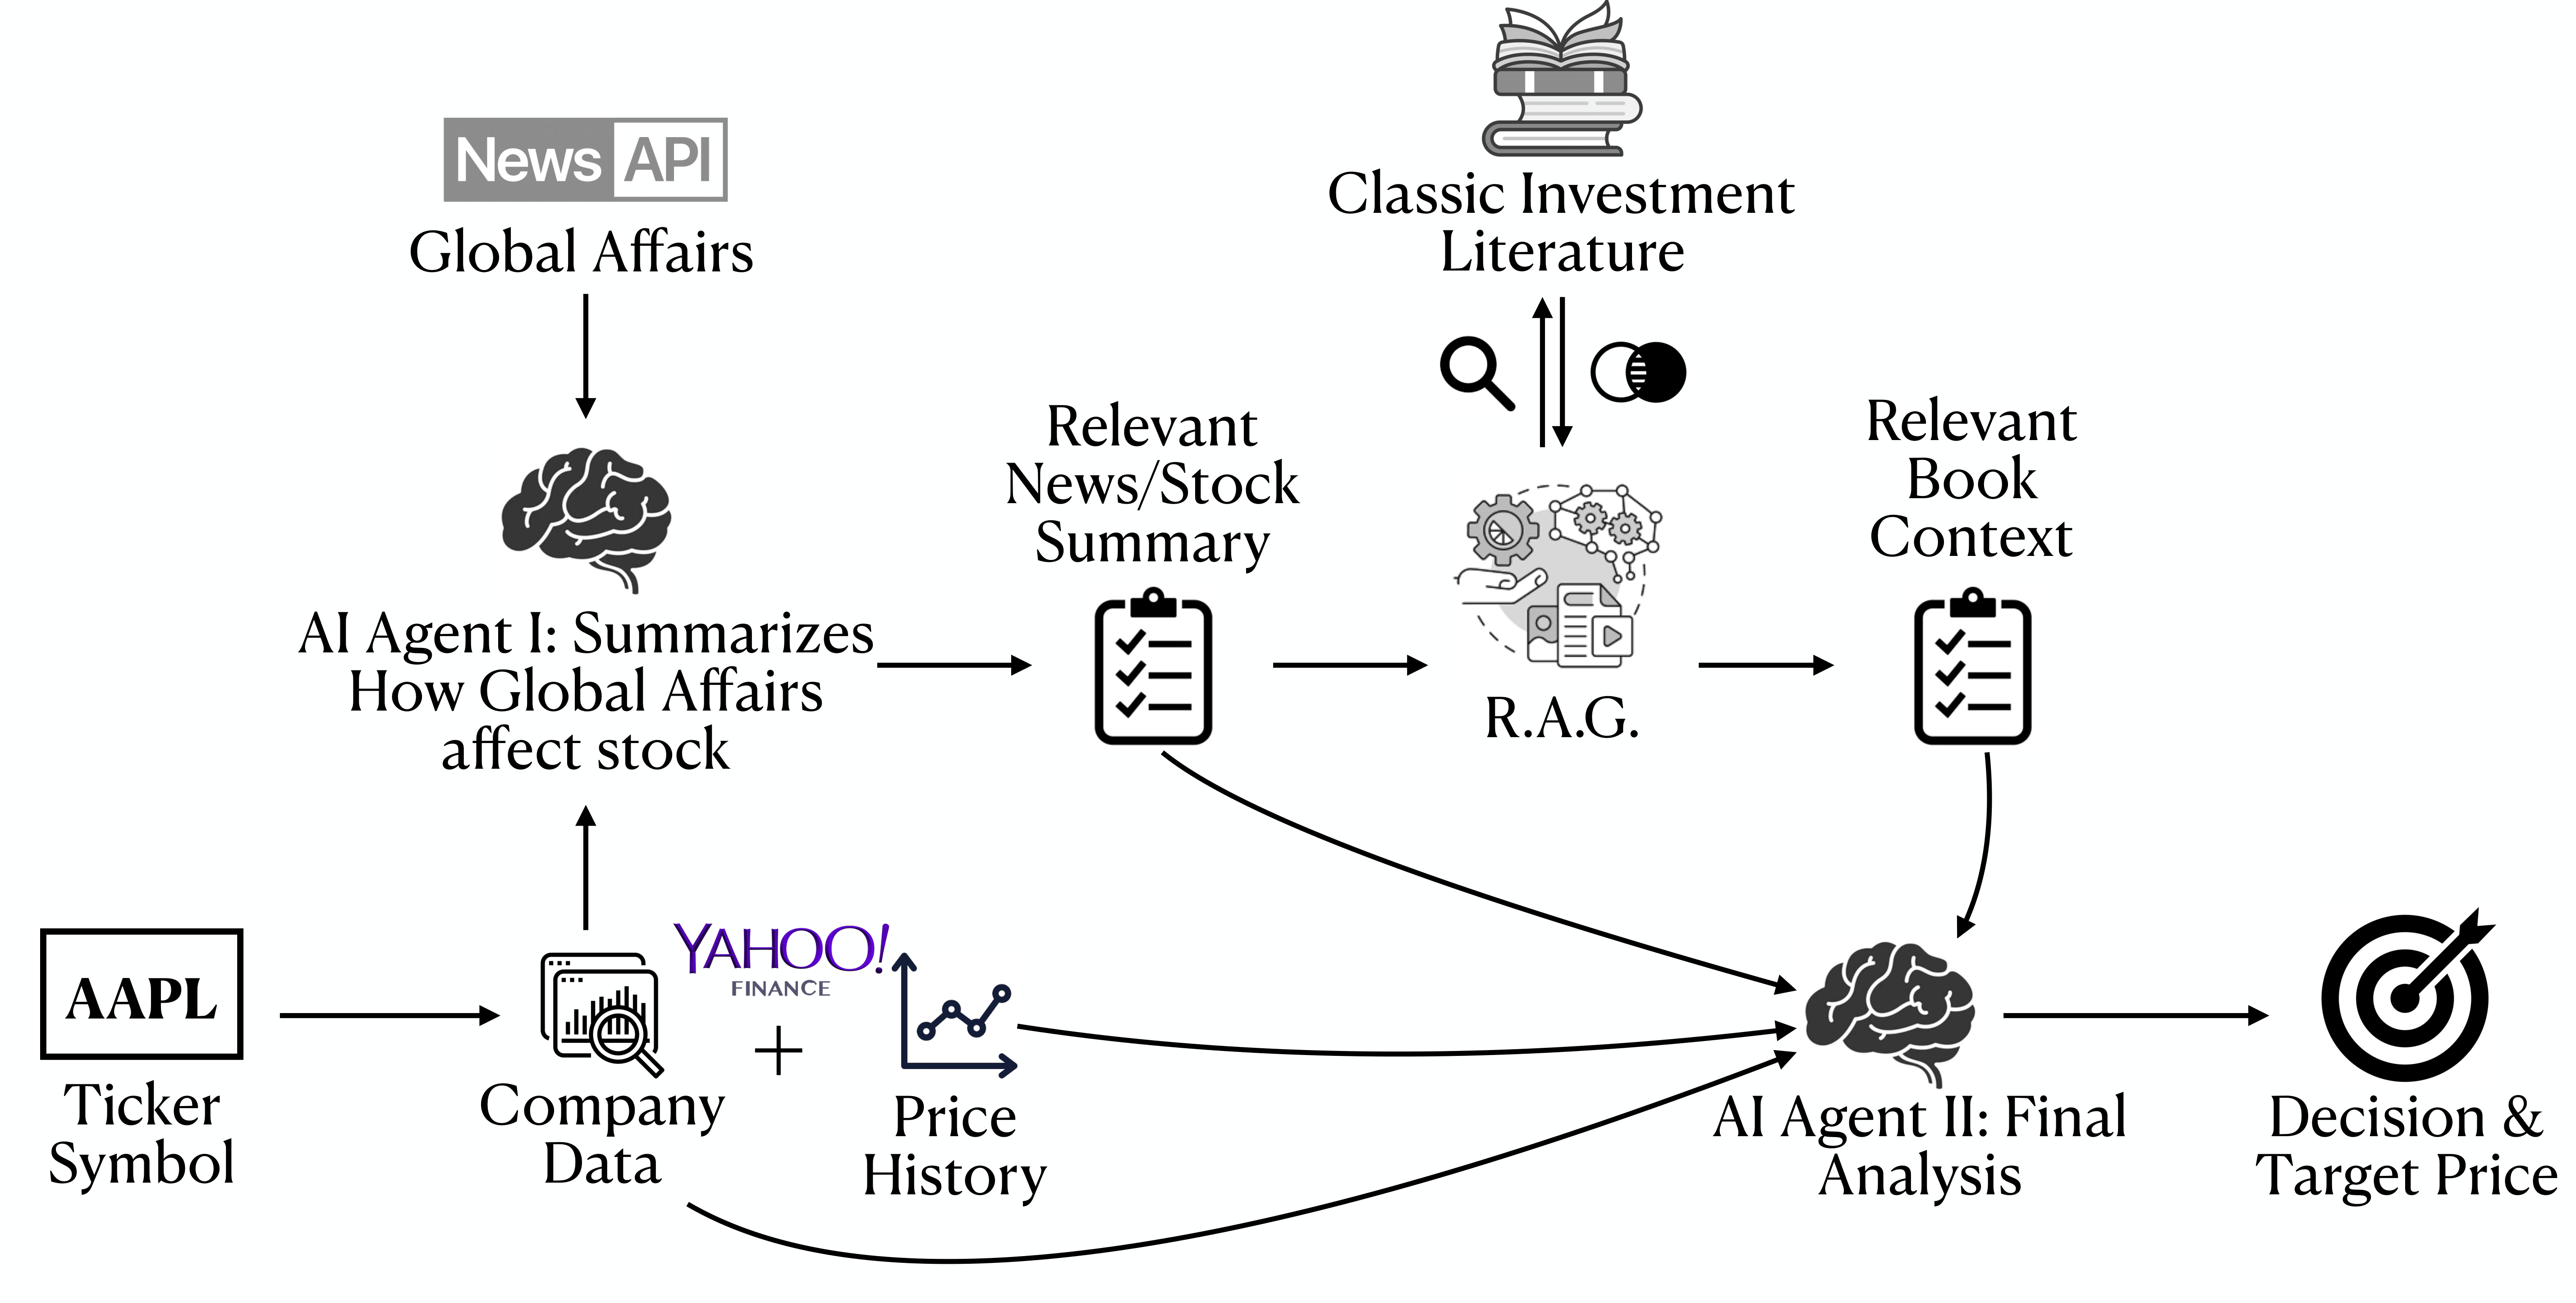 News API
Global Affairs
AI Agent I: Summarizes
How Global Affairs
affect stock
Relevant
News/Stock
Summary
Classic Investment
Literature
R.A.G.
Relevant
Book
Context
AAPL
Ticker
Symbol
YAHOO!
FINANCE
+
Company
Data
Price
History
AI Agent II: Final
Analysis
Decision &
Target Price